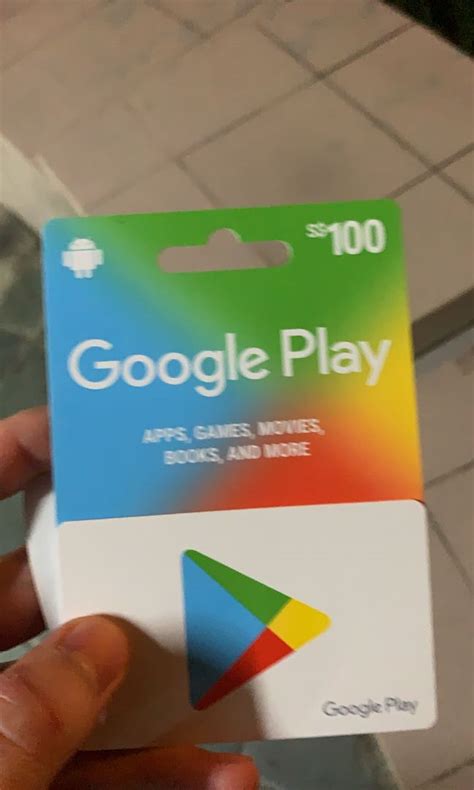 S$100
Google Play
APPS, GAMES, MOVIES,
BOOKS, AND MORE
Google Play